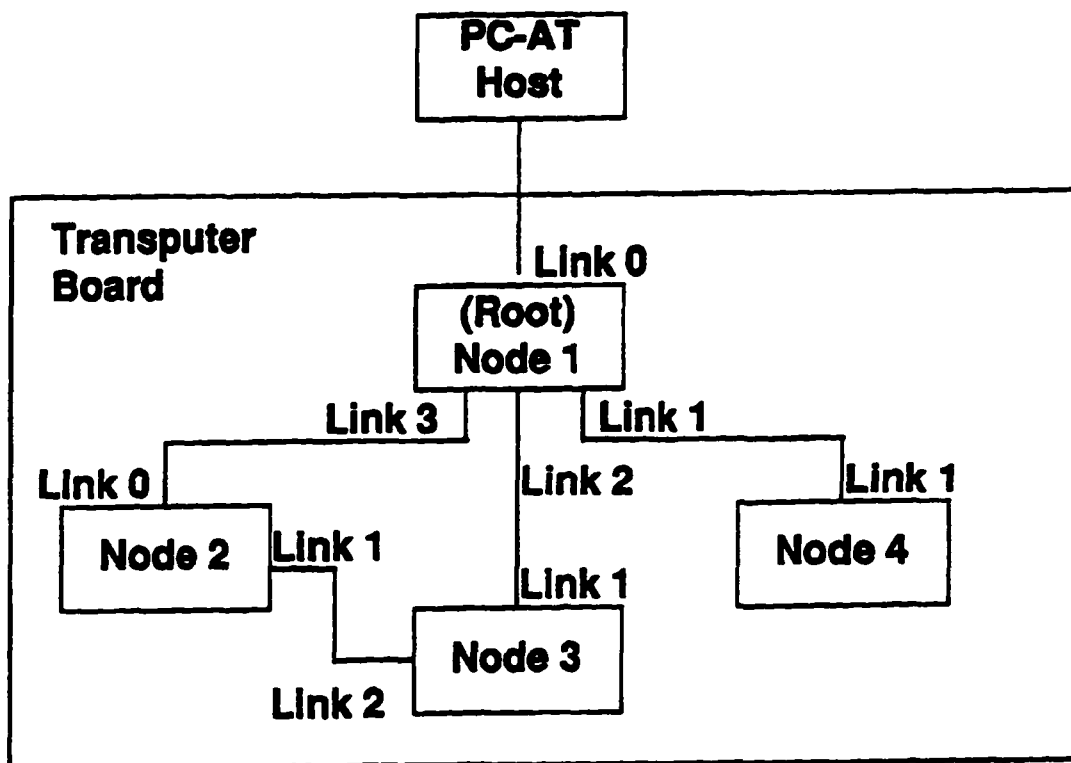 PC-AT
Host
Transputer
Board
Link 0
(Root)
Node 1
Link 3
Link 1
Link 0
Link 2
Link 1
Node 2
Link 1
Node 4
Link 1
Node 3
Link 2